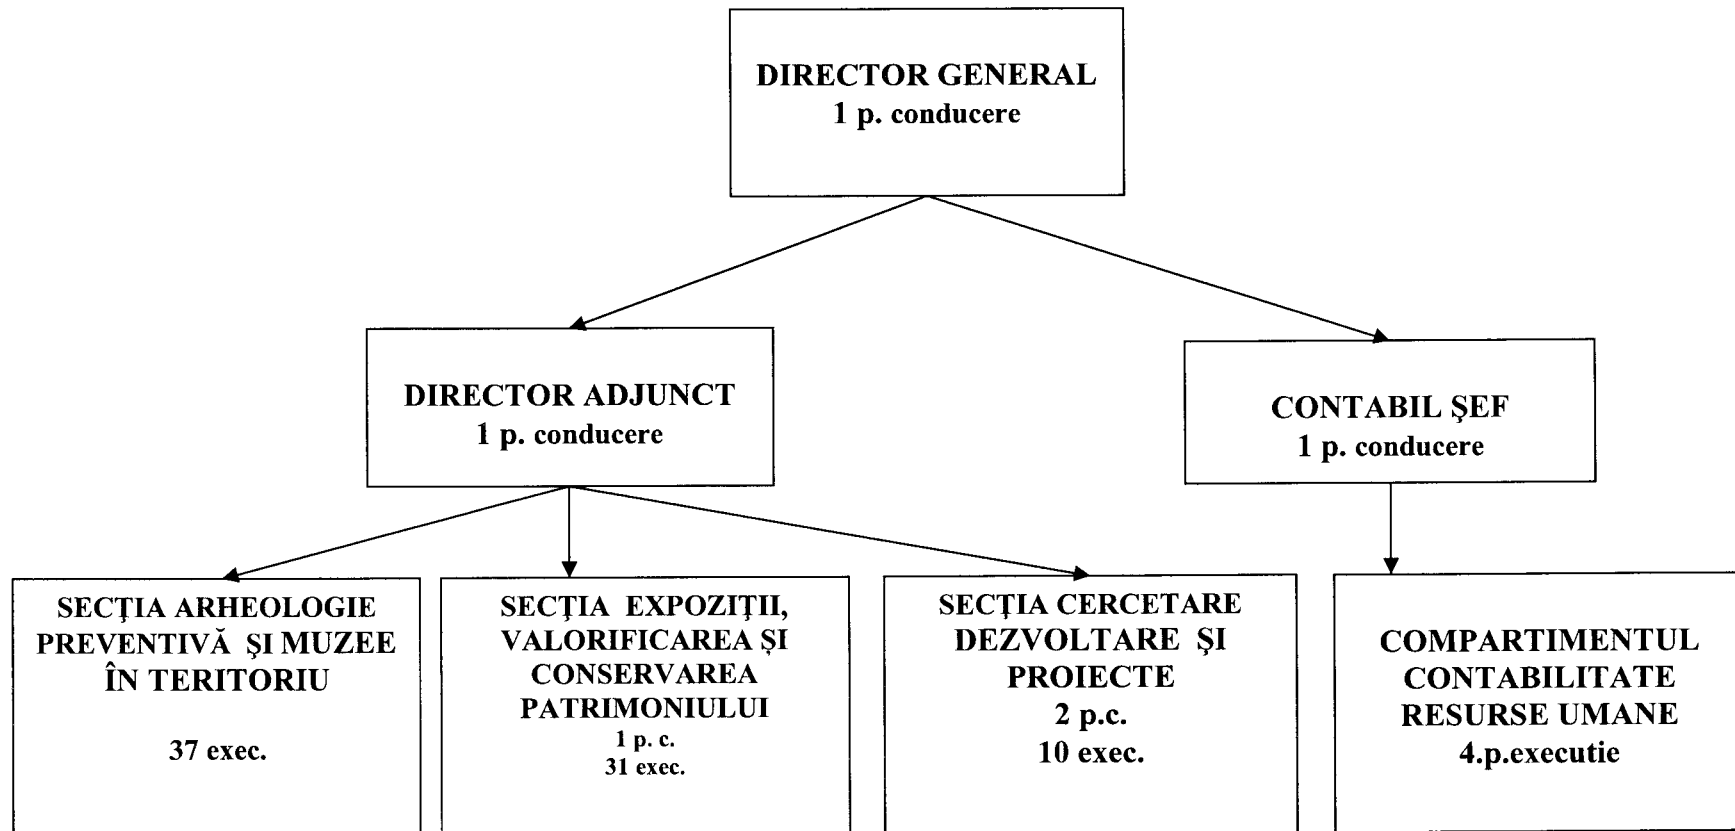 DIRECTOR GENERAL
1 p. conducere
DIRECTOR ADJUNCT
1 p. conducere
CONTABIL ŞEF
1 p. conducere
SECŢIA ARHEOLOGIE
PREVENTIVĂ ŞI MUZEE
ÎN TERITORIU
37 exec.
SECŢIA EXPOZIŢII,
VALORIFICAREA ȘI
CONSERVAREA
PATRIMONIULUI
1 p. c.
31 exec.
SECŢIA CERCETARE
DEZVOLTARE ŞI
PROIECTE
2 p.c.
10 exec.
COMPARTIMENTUL
CONTABILITATE
RESURSE UMANE
4.p.executie